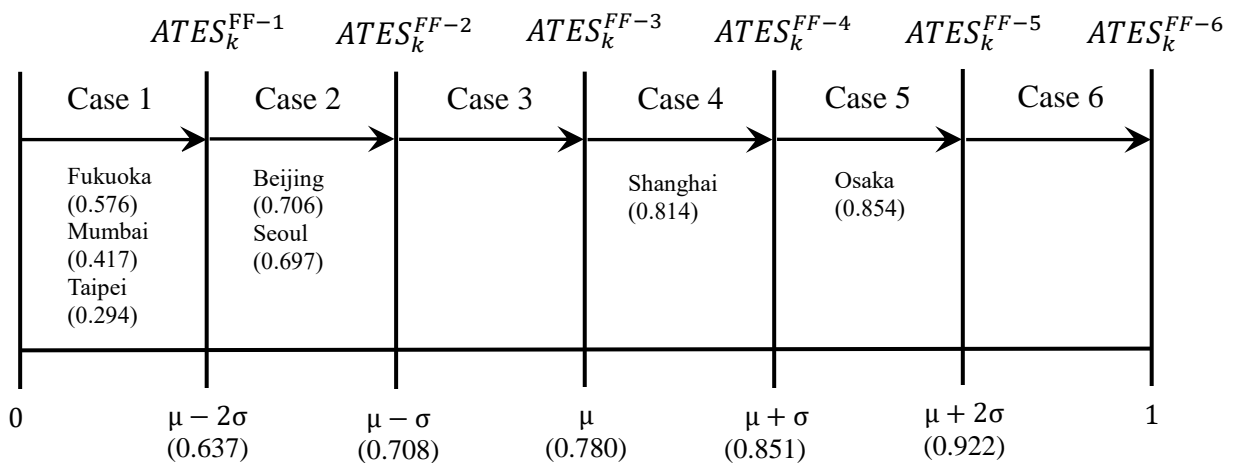 ATES_k^{FF−1} ATES_k^{FF−2} ATES_k^{FF−3} ATES_k^{FF−4} ATES_k^{FF−5} ATES_k^{FF−6}
Case 1 Case 2 Case 3 Case 4 Case 5 Case 6
Fukuoka
(0.576)
Mumbai
(0.417)
Taipei
(0.294)
Beijing
(0.706)
Seoul
(0.697)
Shanghai
(0.814)
Osaka
(0.854)
0 μ − 2σ μ − σ μ μ + σ μ + 2σ 1
(0.637) (0.708) (0.780) (0.851) (0.922)